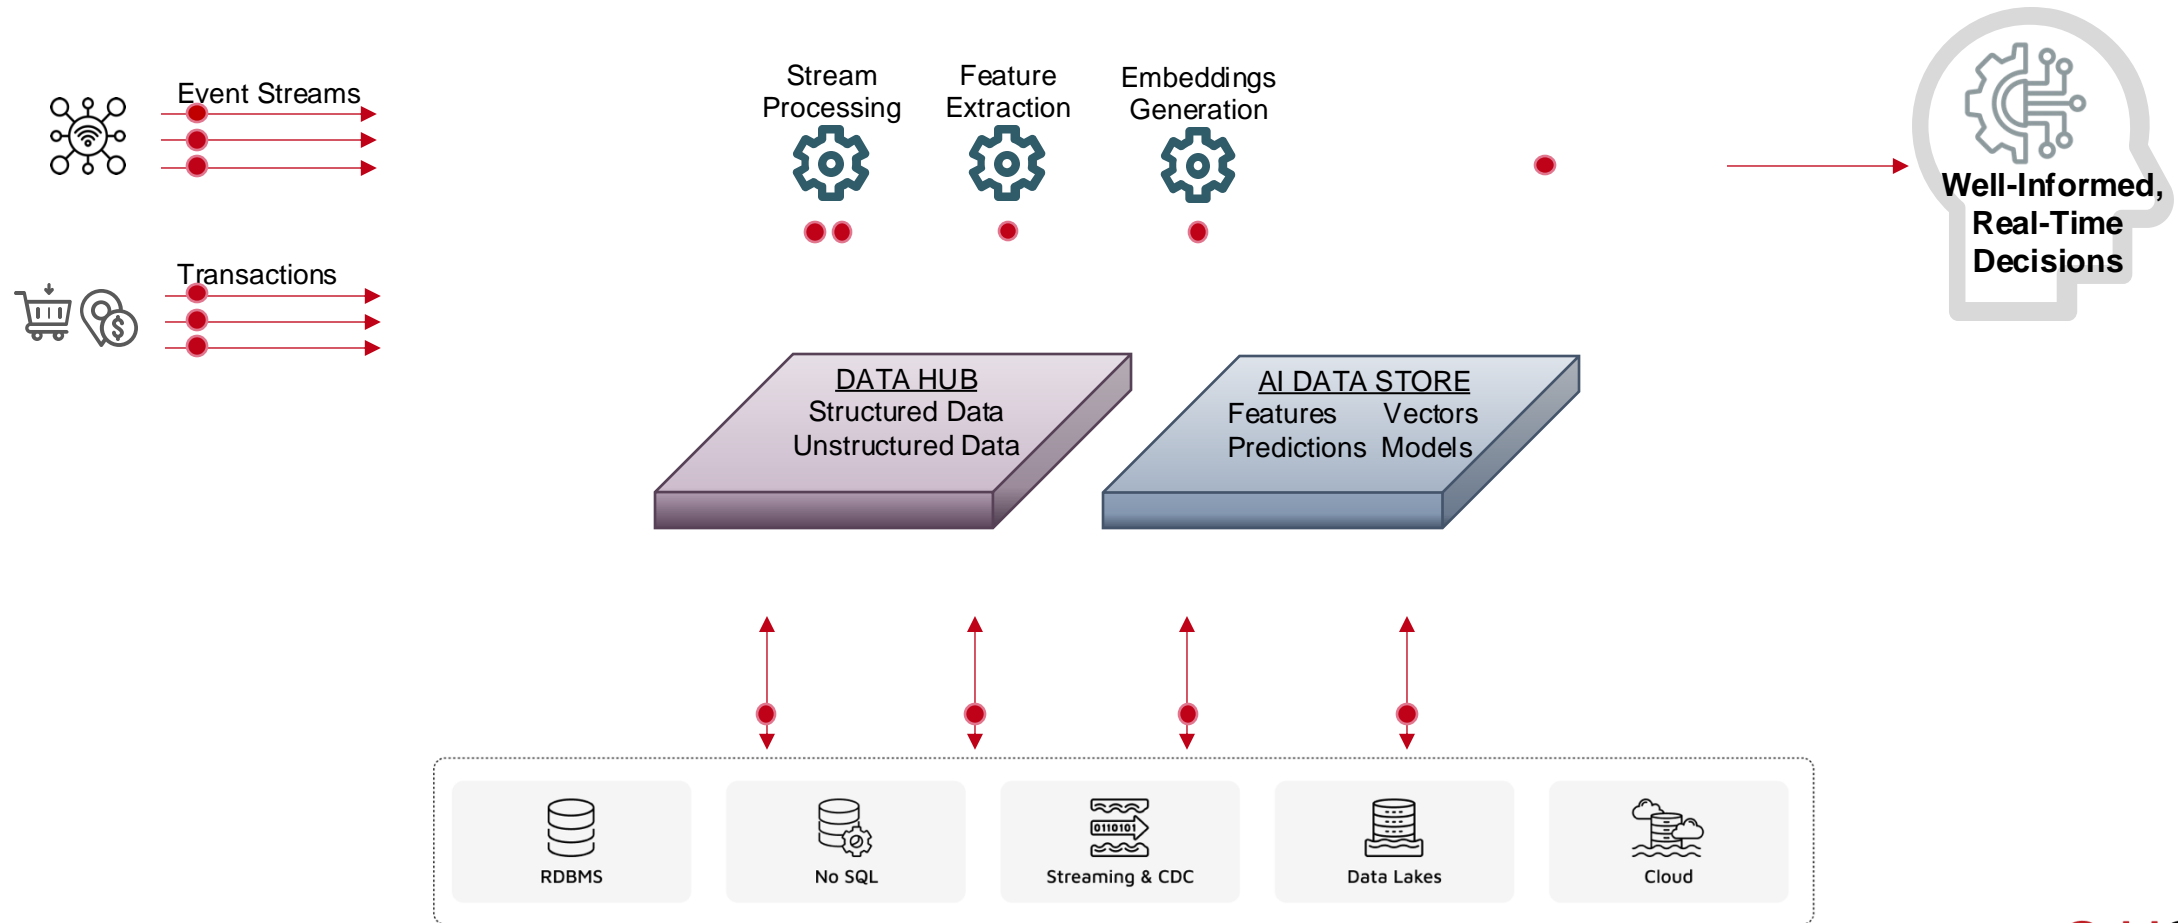 Event Streams
Transactions
Stream
Processing
Feature
Extraction
Embeddings
Generation
Well-Informed,
Real-Time
Decisions
$
DATA HUB
Structured Data
Unstructured Data
AI DATA STORE
Features Vectors
Predictions Models
0110101
RDBMS
No SQL
Streaming & CDC
Data Lakes
Cloud